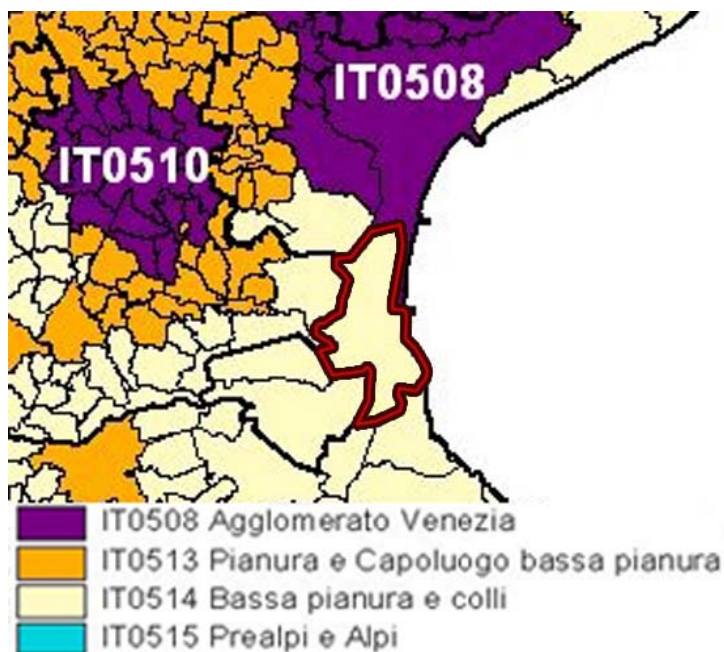 IT0508
IT0510
IT0508 Agglomerato Venezia
IT0513 Pianura e Capoluogo bassa pianura
IT0514 Bassa pianura e colli
IT0515 Prealpi e Alpi